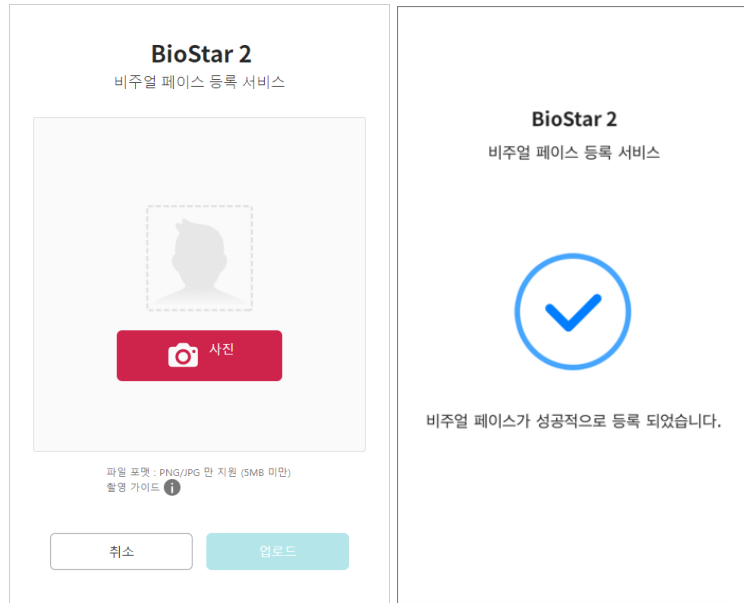 BioStar 2
비주얼 페이스 등록 서비스
사진
파일 포맷 : PNG/JPG 만 지원 (5MB 미만)
촬영 가이드 i
취소
업로드
BioStar 2
비주얼 페이스 등록 서비스
비주얼 페이스가 성공적으로 등록 되었습니다.